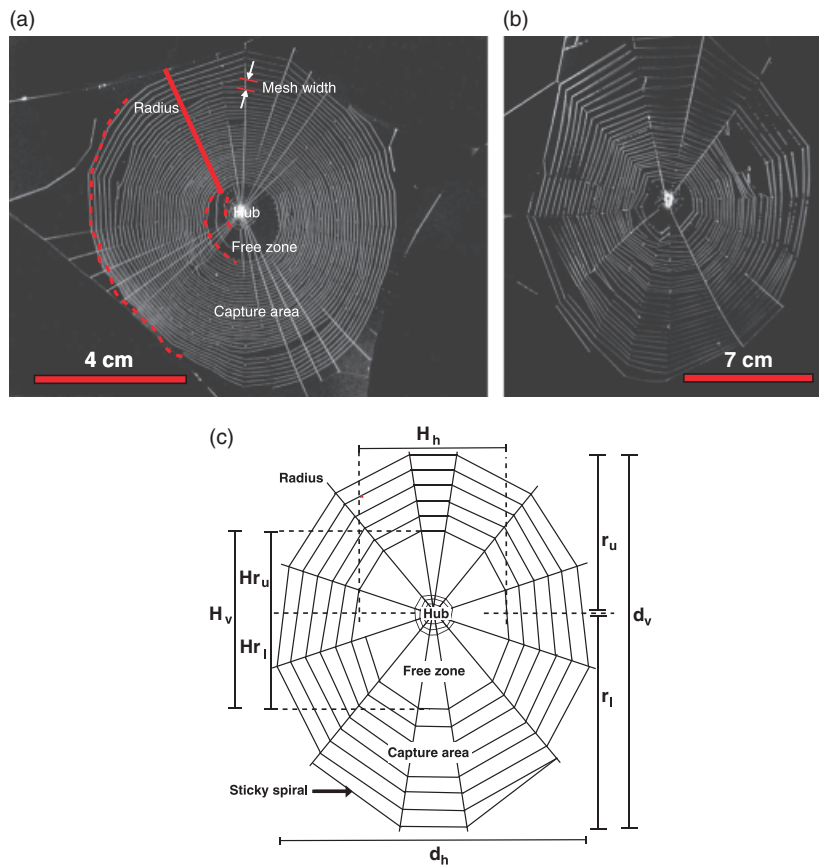 (a)
(b)
Mesh width
Radius
Hub
Free zone
Capture area
4 cm
7 cm
(c)
Hh
Radius
ru
Hru
Hv
Hub
dv
Hrl
Free zone
rl
Capture area
Sticky spiral
dh